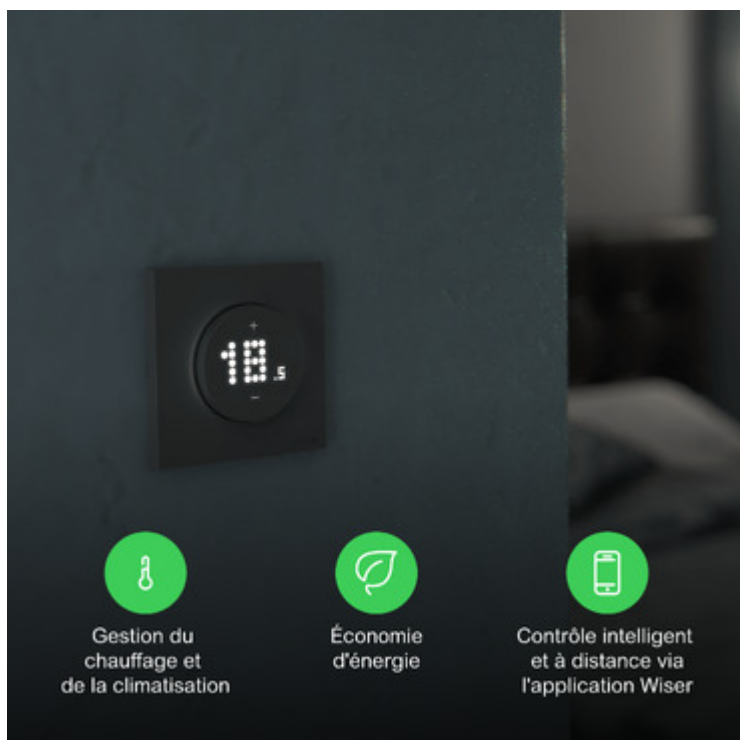 +
18.5
−
Gestion du
chauffage et
de la climatisation
Économie
d'énergie
Contrôle intelligent
et à distance via
l'application Wiser